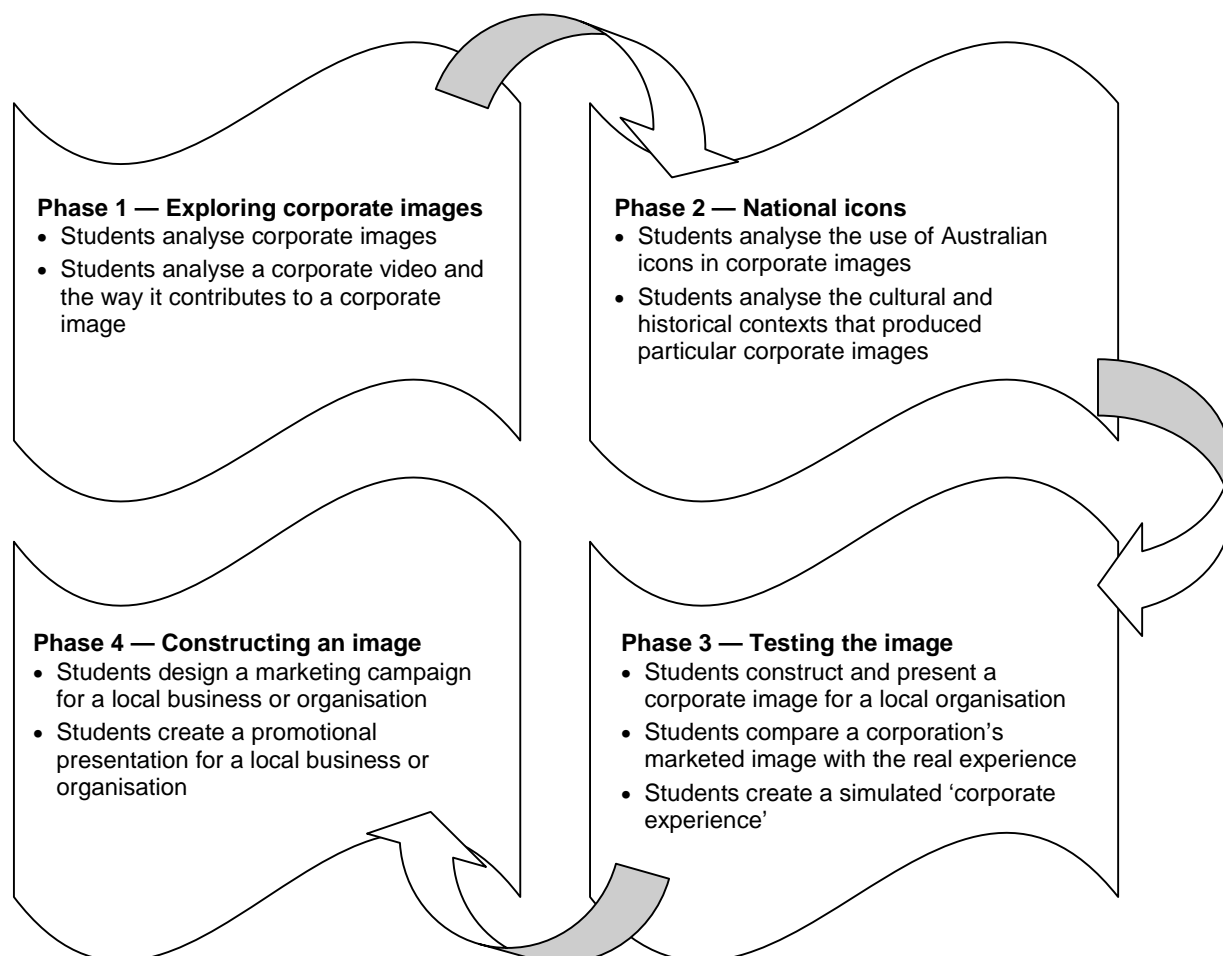 Phase 1 — Exploring corporate images
• Students analyse corporate images
• Students analyse a corporate video and
the way it contributes to a corporate
image
Phase 2 — National icons
• Students analyse the use of Australian
icons in corporate images
• Students analyse the cultural and
historical contexts that produced
particular corporate images
Phase 3 — Testing the image
• Students construct and present a
corporate image for a local organisation
• Students compare a corporation’s
marketed image with the real experience
• Students create a simulated ‘corporate
experience’
Phase 4 — Constructing an image
• Students design a marketing campaign
for a local business or organisation
• Students create a promotional
presentation for a local business or
organisation